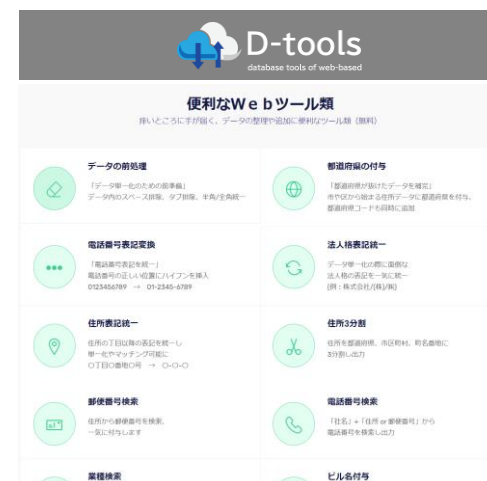 D-tools
database tools of web-based
便利なWebツール類
痒いところに手が届く、データの整理や追加に便利なツール類（無料）
データの前処理
「データ単一化のための前準備」
データ内のスペース排除、タブ排除、半角/全角統一
都道府県の付与
「都道府県が抜けたデータを補完」
市や区から始まる住所データに都道府県を付与、
都道府県コードも同時に追加
電話番号表記変換
「電話番号表記を統一」
電話番号の正しい位置にハイフンを挿入
0123456789 → 01-2345-6789
法人格表記統一
データ単一化の際に面倒な
法人格の表記を一気に統一
(例：株式会社/(株)/㈱)
住所表記統一
住所の丁目以降の表記を統一し
単一化やマッチング可能に
〇丁目〇番地〇号 → 〇-〇-〇
住所3分割
住所を都道府県、市区町村、町名番地に
3分割し出力
郵便番号検索
住所から郵便番号を検索、
一気に付与します
電話番号検索
「社名」+「住所 or 郵便番号」から
電話番号を検索し出力
業種検索
ビル名付与